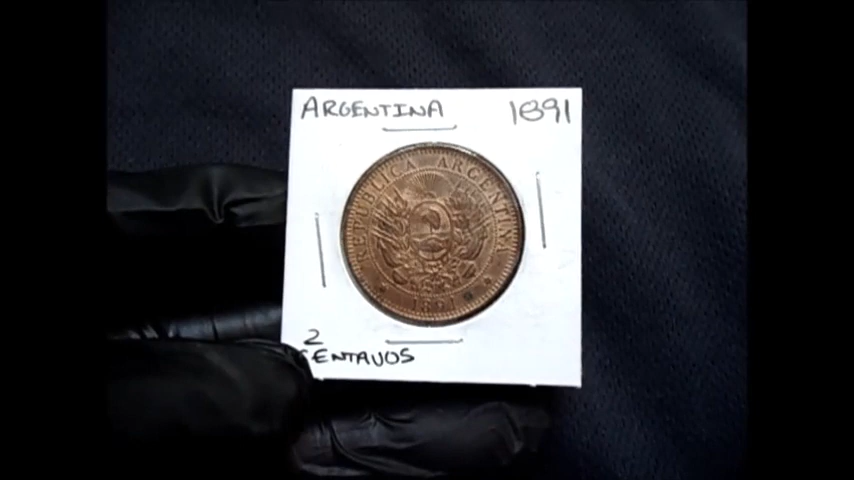 ARGENTINA 1891
REPUBLICA ARGENTINA
1891
2
CENTAVOS